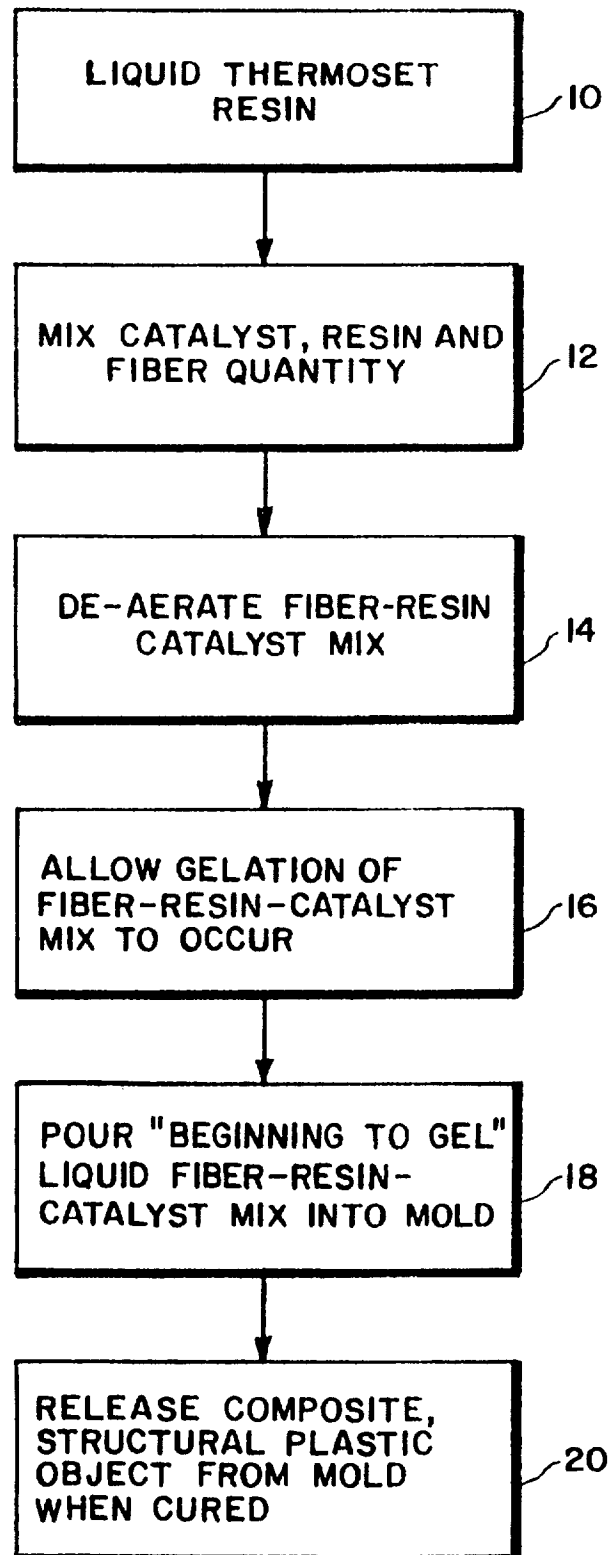 LIQUID THERMOSET
RESIN
10
MIX CATALYST, RESIN AND
FIBER QUANTITY
12
DE-AERATE FIBER-RESIN
CATALYST MIX
14
ALLOW GELATION OF
FIBER-RESIN-CATALYST
MIX TO OCCUR
16
POUR "BEGINNING TO GEL"
LIQUID FIBER-RESIN-
CATALYST MIX INTO MOLD
18
RELEASE COMPOSITE,
STRUCTURAL PLASTIC
OBJECT FROM MOLD
WHEN CURED
20